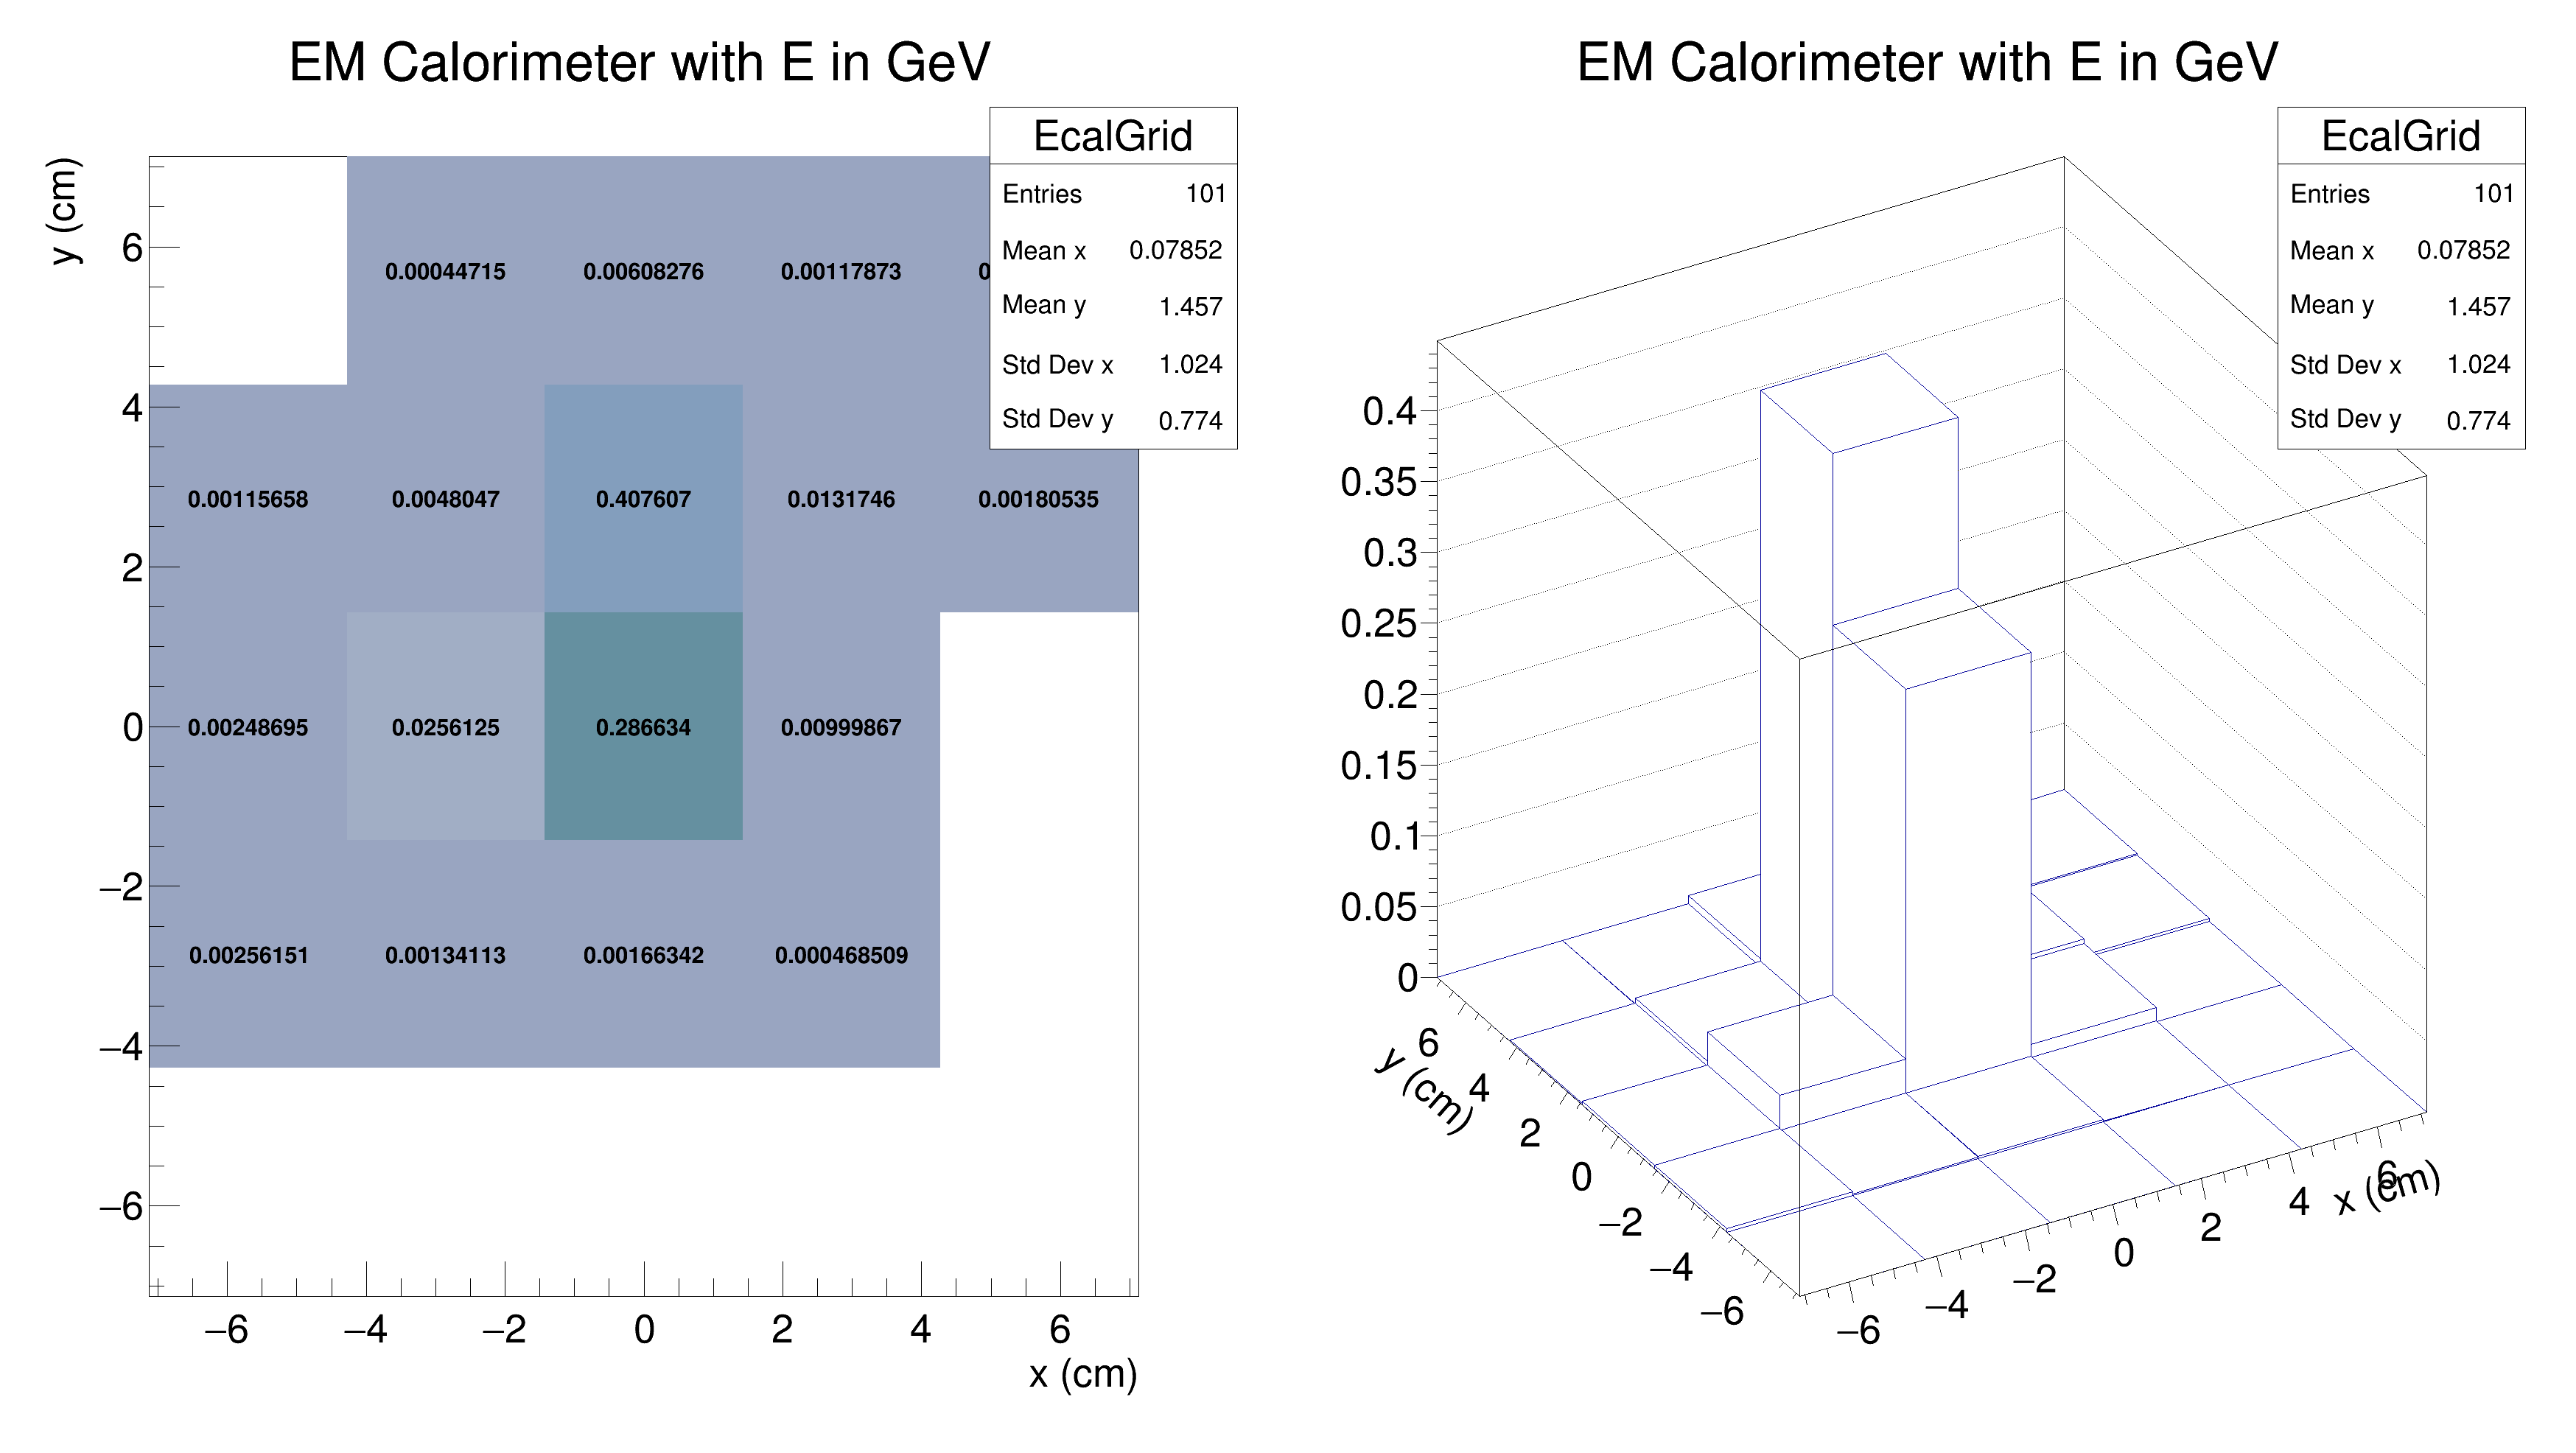 EM Calorimeter with E in GeV
EcalGrid
Entries 101
Mean x 0.07852
Mean y 1.457
Std Dev x 1.024
Std Dev y 0.774
y (cm)
6
4
2
0
−2
−4
−6
0.00044715 0.00608276 0.00117873 0
0.00115658 0.0048047 0.407607 0.0131746 0.00180535
0.00248695 0.0256125 0.286634 0.00999867
0.00256151 0.00134113 0.00166342 0.000468509
−6 −4 −2 0 2 4 6
x (cm)
EM Calorimeter with E in GeV
EcalGrid
Entries 101
Mean x 0.07852
Mean y 1.457
Std Dev x 1.024
Std Dev y 0.774
0.4
0.35
0.3
0.25
0.2
0.15
0.1
0.05
0
y (cm)
6
4
2
0
−2
−4
−6
−6 −4 −2 0 2 4 6
x (cm)